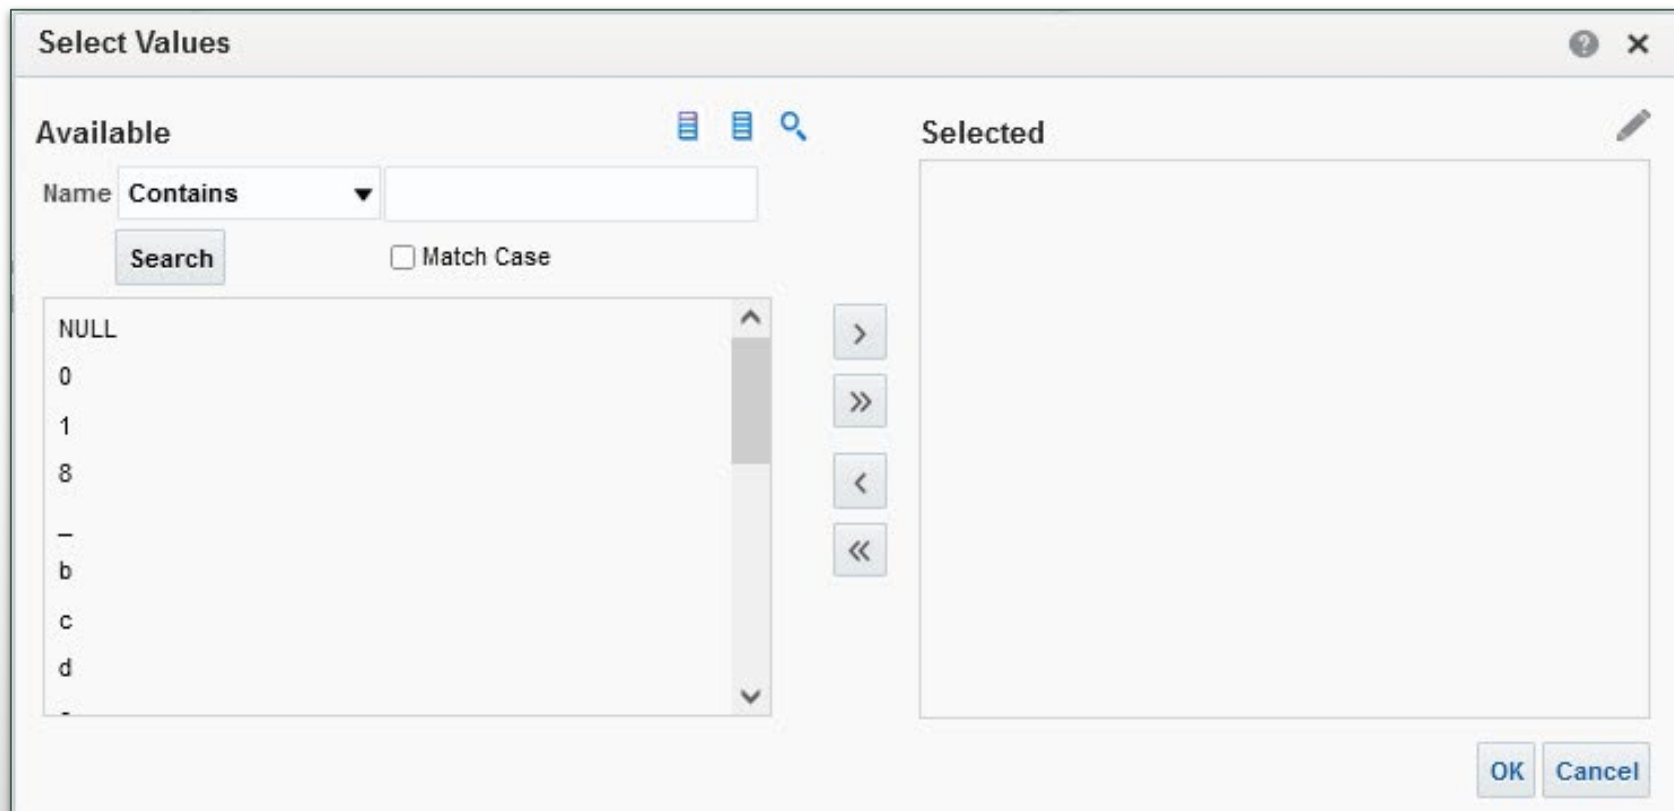 Select Values
Available
Selected
Name Contains
Search Match Case
NULL
0
1
8
_
b
c
d
OK Cancel